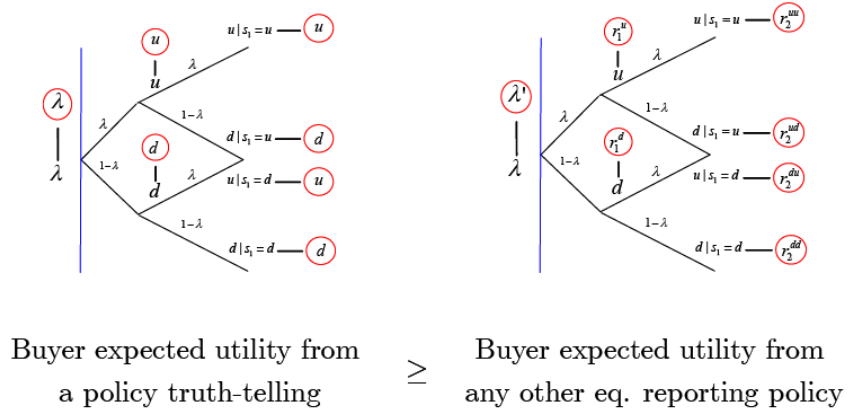 u
u | s₁ = u — u
λ
u
λ
λ
1−λ
d | s₁ = u — d
d
λ
1−λ
λ
u | s₁ = d — u
d
1−λ
d | s₁ = d — d
r₁ᵘ
u | s₁ = u — r₂ᵘᵘ
λ
u
λ'
λ
1−λ
d | s₁ = u — r₂ᵘᵈ
r₁ᵈ
λ
1−λ
λ
u | s₁ = d — r₂ᵈᵘ
d
1−λ
d | s₁ = d — r₂ᵈᵈ
Buyer expected utility from
a policy truth-telling
≥
Buyer expected utility from
any other eq. reporting policy